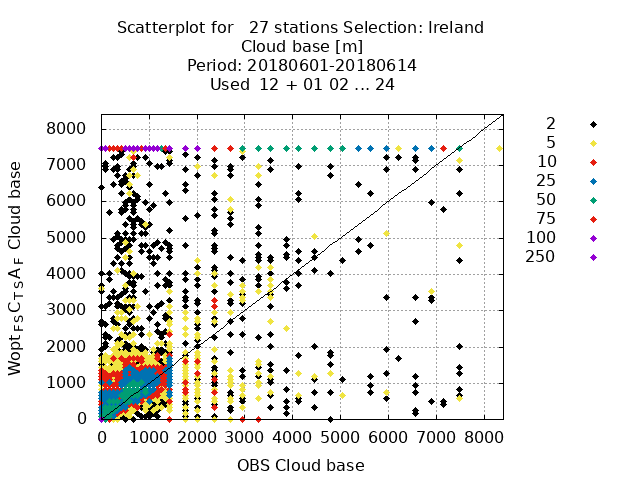 Scatterplot for 27 stations Selection: Ireland
Cloud base [m]
Period: 20180601-20180614
Used 12 + 01 02 ... 24
8000
7000
6000
5000
4000
3000
2000
1000
0
Wopt FS C T S A F Cloud base
0 1000 2000 3000 4000 5000 6000 7000 8000
OBS Cloud base
2
5
10
25
50
75
100
250